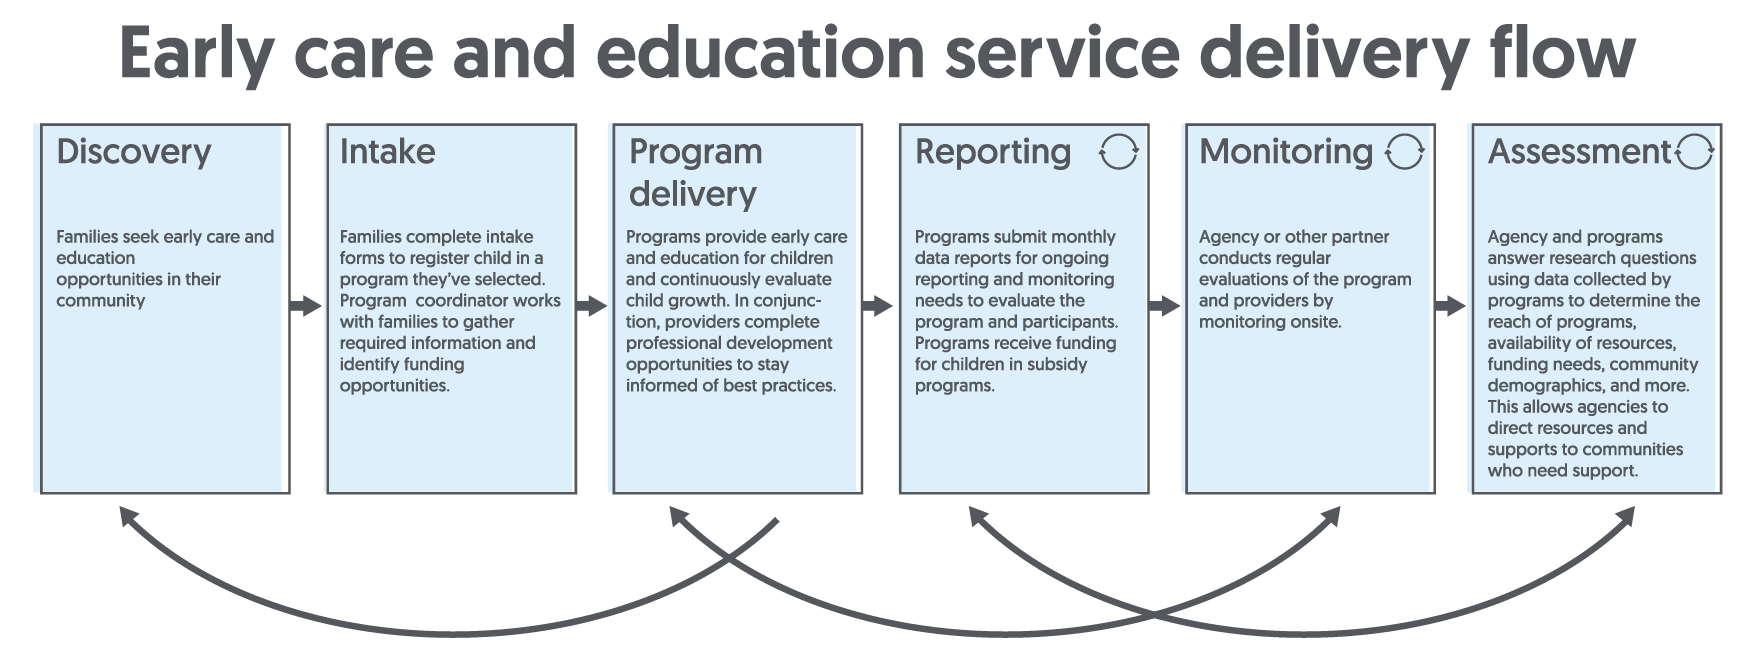 Early care and education service delivery flow
Discovery
Families seek early care and
education
opportunities in their
community
Intake
Families complete intake
forms to register child in a
program they've selected.
Program coordinator works
with families to gather
required information and
identify funding
opportunities.
Program
delivery
Programs provide early care
and education for children
and continuously evaluate
child growth. In conjunc-
tion, providers complete
professional development
opportunities to stay
informed of best practices.
Reporting
Programs submit monthly
data reports for ongoing
reporting and monitoring
needs to evaluate the
program and participants.
Programs receive funding
for children in subsidy
programs.
Monitoring
Agency or other partner
conducts regular
evaluations of the program
and providers by
monitoring onsite.
Assessment
Agency and programs
answer research questions
using data collected by
programs to determine the
reach of programs,
availability of resources,
funding needs, community
demographics, and more.
This allows agencies to
direct resources and
supports to communities
who need support.